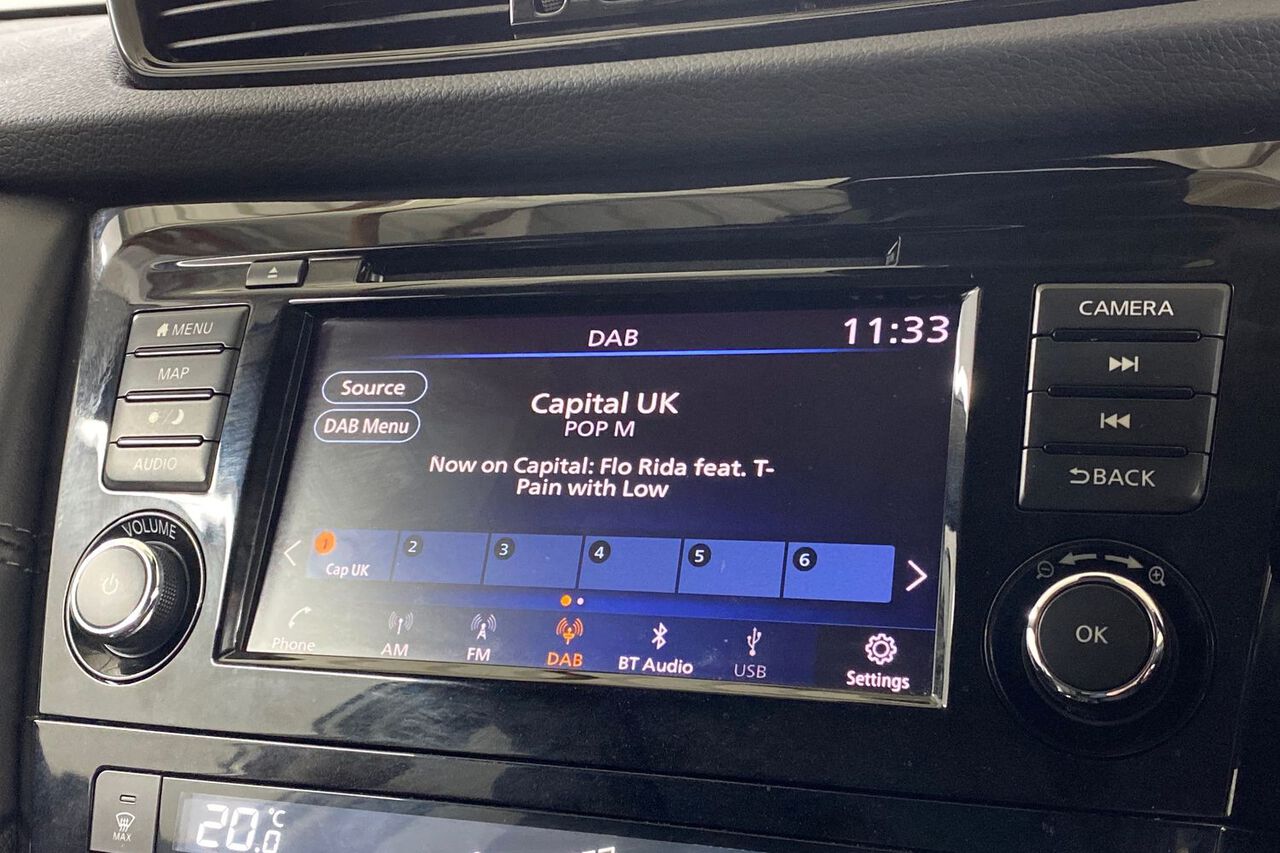 MENU
MAP
AUDIO
VOLUME
DAB
11:33
Source
DAB Menu
Capital UK
POP M
Now on Capital: Flo Rida feat. T-
Pain with Low
1
Cap UK
2
3
4
5
6
Phone
AM
FM
DAB
BT Audio
USB
Settings
CAMERA
BACK
OK
MAX
20.0
°C